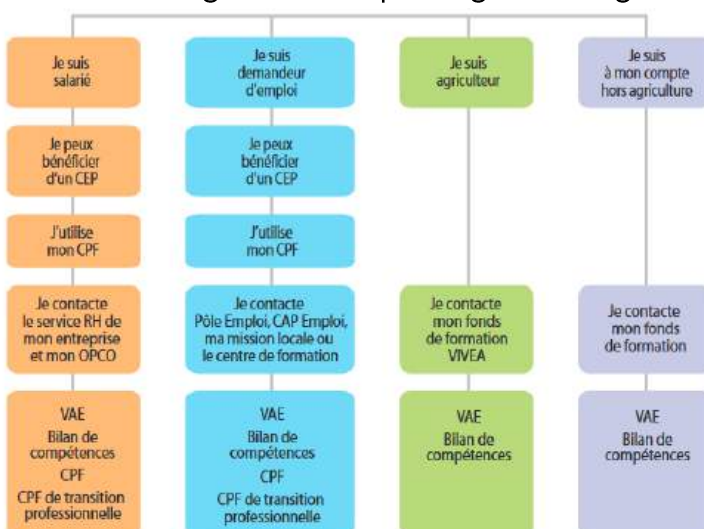 Je suis
salarié
Je peux
bénéficier
d'un CEP
J'utilise
mon CPF
Je contacte
le service RH de
mon entreprise
et mon OPCO
VAE
Bilan de
compétences
CPF
CPF de transition
professionnelle
Je suis
demandeur
d'emploi
Je peux
bénéficier
d'un CEP
J'utilise
mon CPF
Je contacte
Pôle Emploi, CAP Emploi,
ma mission locale ou
le centre de formation
VAE
Bilan de
compétences
CPF
CPF de transition
professionnelle
Je suis
agriculteur
Je contacte
mon fonds
de formation
VIVEA
VAE
Bilan de
compétences
Je suis
à mon compte
hors agriculture
Je contacte
mon fonds
de formation
VAE
Bilan de
compétences